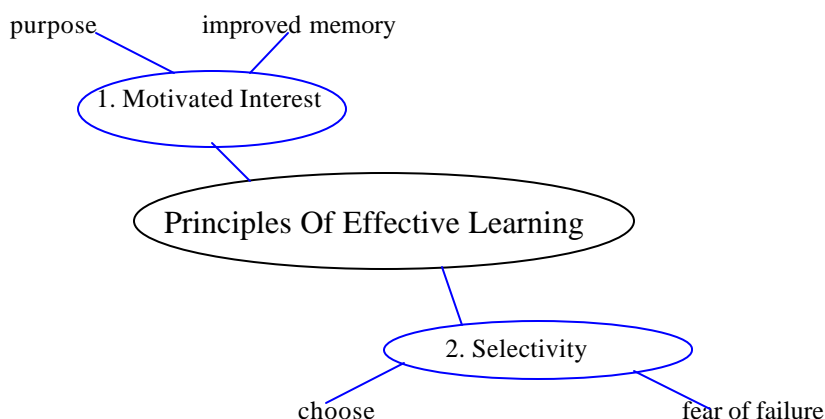 purpose
improved memory
1. Motivated Interest
Principles Of Effective Learning
2. Selectivity
choose
fear of failure